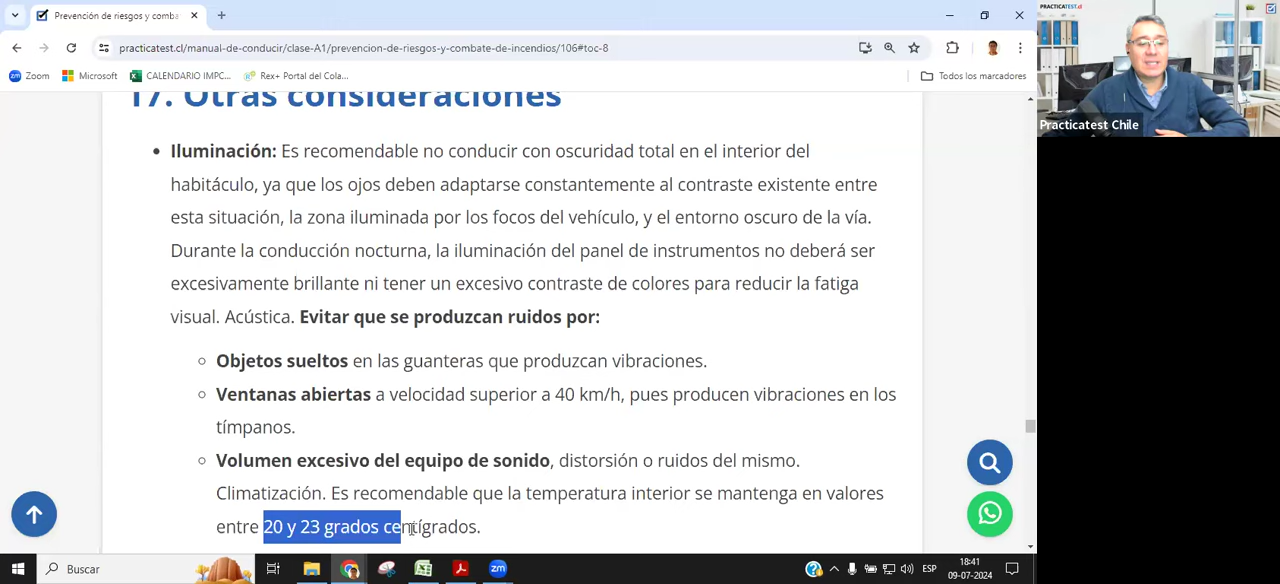 Prevención de riesgos y comba
practicatest.cl/manual-de-conducir/clase-A1/prevencion-de-riesgos-y-combate-de-incendios/106#toc-8
Zoom
Microsoft
CALENDARIO IMPC...
Rex+ Portal del Cola...
Todos los marcadores
PRACTICATEST.cl
Practicatest Chile
17. Otras consideraciones
Iluminación: Es recomendable no conducir con oscuridad total en el interior del
habitáculo, ya que los ojos deben adaptarse constantemente al contraste existente entre
esta situación, la zona iluminada por los focos del vehículo, y el entorno oscuro de la vía.
Durante la conducción nocturna, la iluminación del panel de instrumentos no deberá ser
excesivamente brillante ni tener un excesivo contraste de colores para reducir la fatiga
visual. Acústica. Evitar que se produzcan ruidos por:
Objetos sueltos en las guanteras que produzcan vibraciones.
Ventanas abiertas a velocidad superior a 40 km/h, pues producen vibraciones en los
tímpanos.
Volumen excesivo del equipo de sonido, distorsión o ruidos del mismo.
Climatización. Es recomendable que la temperatura interior se mantenga en valores
entre 20 y 23 grados centígrados.
Buscar
ESP
18:41
09-07-2024